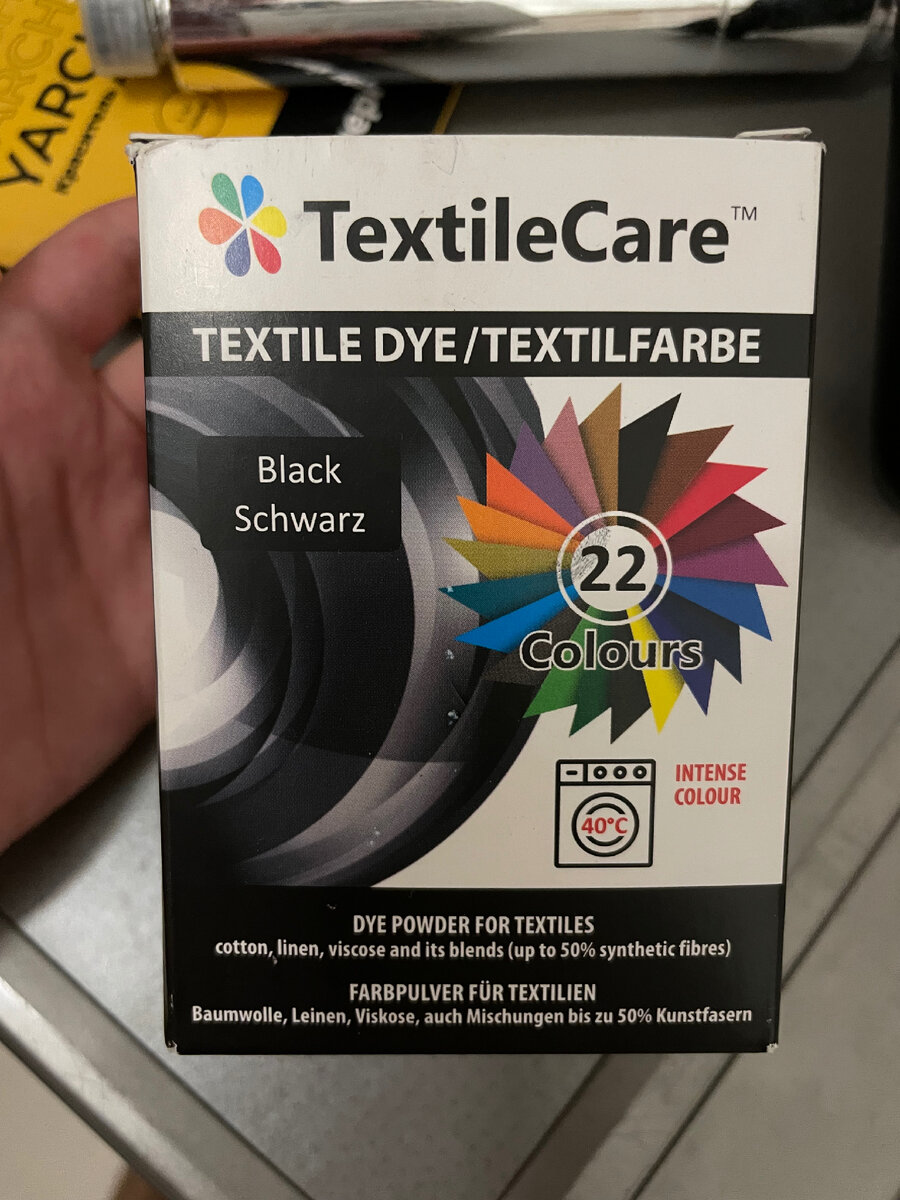 YARC
Краситель
TextileCare™
TEXTILE DYE/TEXTILFARBE
Black
Schwarz
22
Colours
40°C
INTENSE
COLOUR
DYE POWDER FOR TEXTILES
cotton, linen, viscose and its blends (up to 50% synthetic fibres)
FARBPULVER FÜR TEXTILIEN
Baumwolle, Leinen, Viskose, auch Mischungen bis zu 50% Kunstfasern